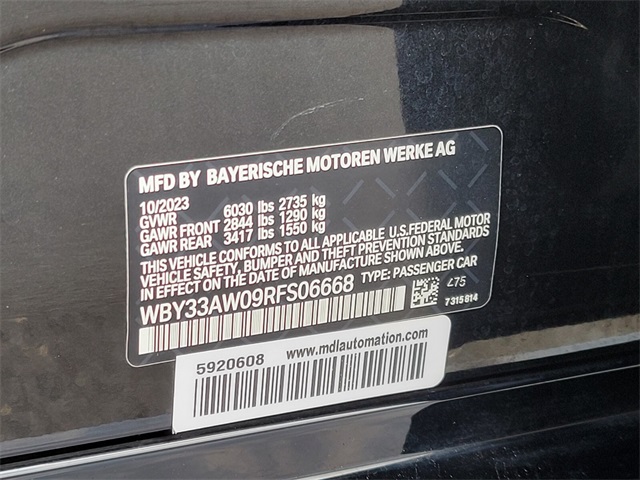 MFD BY BAYERISCHE MOTOREN WERKE AG
10/2023
GVWR 6030 lbs 2735 kg
GAWR FRONT 2844 lbs 1290 kg
GAWR REAR 3417 lbs 1550 kg
THIS VEHICLE CONFORMS TO ALL APPLICABLE U.S.FEDERAL MOTOR
VEHICLE SAFETY, BUMPER AND THEFT PREVENTION STANDARDS
IN EFFECT ON THE DATE OF MANUFACTURE SHOWN ABOVE.
WBY33AW09RFS06668 TYPE: PASSENGER CAR
475
7315814
5920608 www.mdlautomation.com